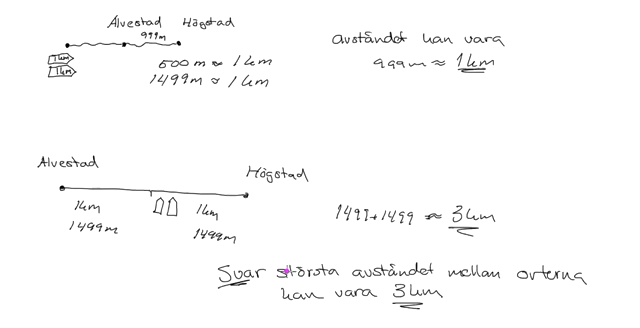 Alvestad Högstad
999m
1km
1km
500m ≈ 1km
1499m ≈ 1km
avståndet kan vara
999m ≈ 1km
Alvestad
Högstad
1km 1km
1499m 1499m
1499+1499 ≈ 3km
Svar största avståndet mellan orterna
kan vara 3km